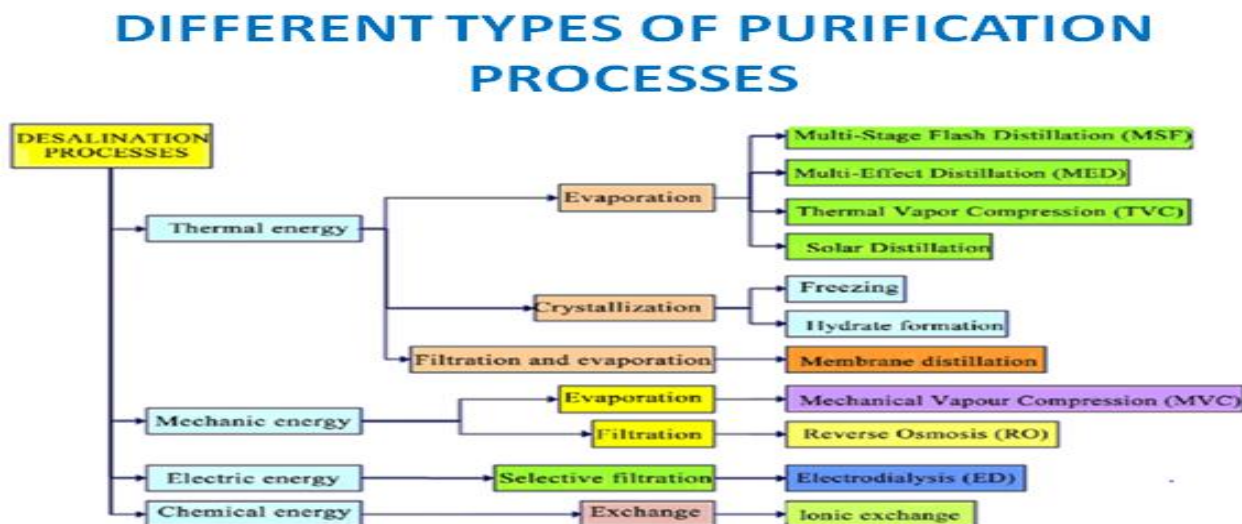 DIFFERENT TYPES OF PURIFICATION
PROCESSES
DESALINATION
PROCESSES
Thermal energy
Evaporation
Multi-Stage Flash Distillation (MSF)
Multi-Effect Distillation (MED)
Thermal Vapor Compression (TVC)
Solar Distillation
Crystallization
Freezing
Hydrate formation
Filtration and evaporation
Membrane distillation
Mechanic energy
Evaporation
Mechanical Vapour Compression (MVC)
Filtration
Reverse Osmosis (RO)
Electric energy
Selective filtration
Electrodialysis (ED)
Chemical energy
Exchange
Ionic exchange